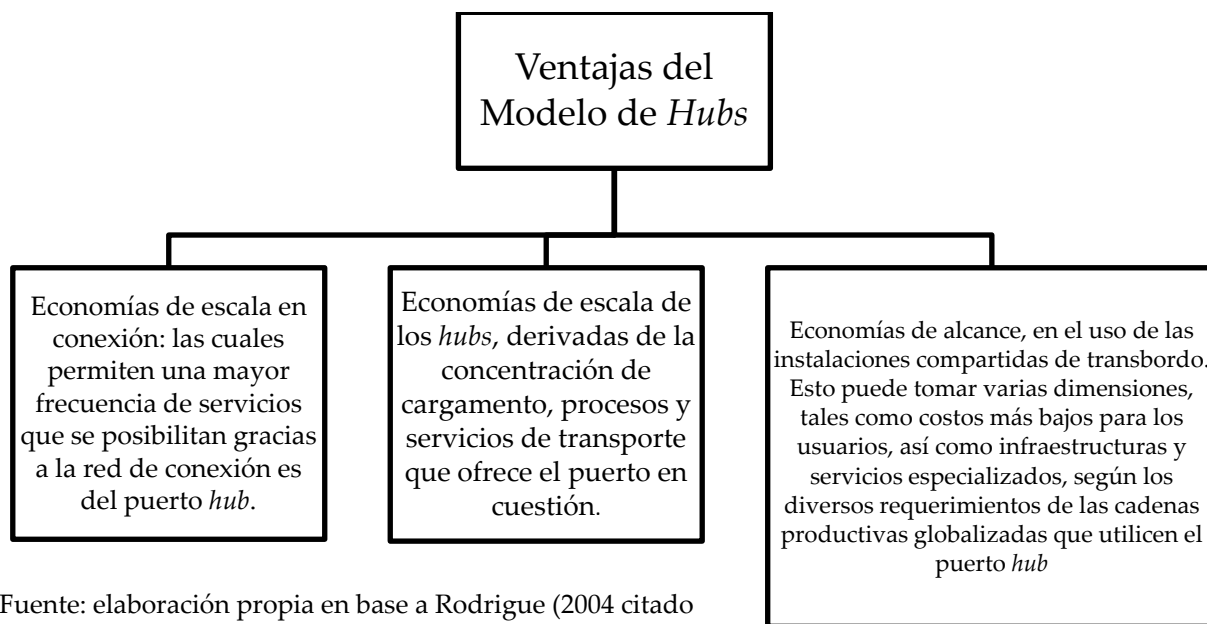 Ventajas del
Modelo de Hubs
Economías de escala en
conexión: las cuales
permiten una mayor
frecuencia de servicios
que se posibilitan gracias
a la red de conexión es
del puerto hub.
Economías de escala de
los hubs, derivadas de la
concentración de
cargamento, procesos y
servicios de transporte
que ofrece el puerto en
cuestión.
Economías de alcance, en el uso de las
instalaciones compartidas de transbordo.
Esto puede tomar varias dimensiones,
tales como costos más bajos para los
usuarios, así como infraestructuras y
servicios especializados, según los
diversos requerimientos de las cadenas
productivas globalizadas que utilicen el
puerto hub
Fuente: elaboración propia en base a Rodrigue (2004 citado